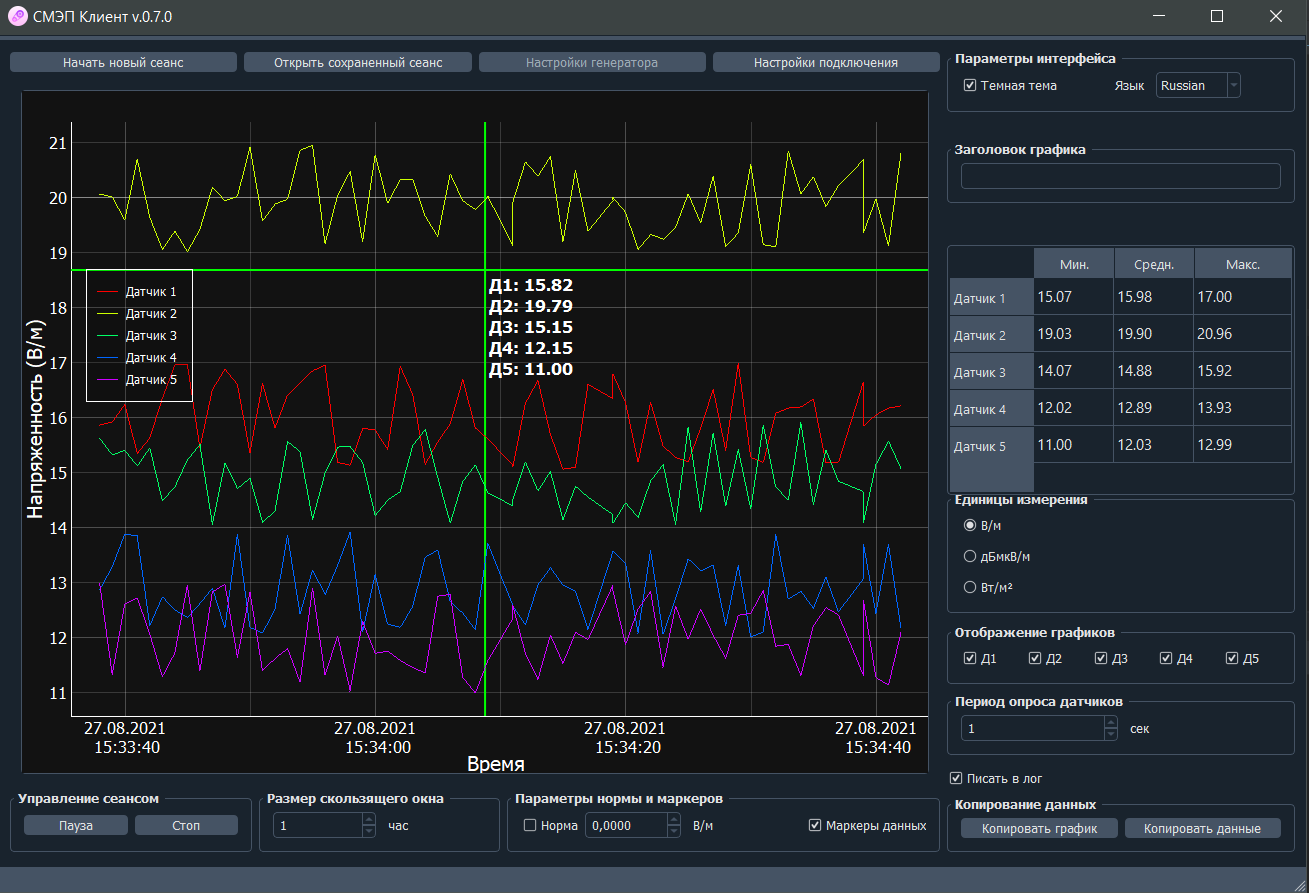 СМЭП Клиент v.0.7.0
Начать новый сеанс
Открыть сохраненный сеанс
Настройки генератора
Настройки подключения
Параметры интерфейса
Темная тема
Язык
Russian
Заголовок графика
21
20
19
18
17
16
15
14
13
12
11
Напряженность (В/м)
Датчик 1
Датчик 2
Датчик 3
Датчик 4
Датчик 5
Д1: 15.82
Д2: 19.79
Д3: 15.15
Д4: 12.15
Д5: 11.00
27.08.2021
15:33:40
27.08.2021
15:34:00
27.08.2021
15:34:20
27.08.2021
15:34:40
Время
Мин. Средн. Макс.
Датчик 1 15.07 15.98 17.00
Датчик 2 19.03 19.90 20.96
Датчик 3 14.07 14.88 15.92
Датчик 4 12.02 12.89 13.93
Датчик 5 11.00 12.03 12.99
Единицы измерения
В/м
дБмкВ/м
Вт/м²
Отображение графиков
Д1 Д2 Д3 Д4 Д5
Период опроса датчиков
1 сек
Писать в лог
Копирование данных
Копировать график
Копировать данные
Управление сеансом
Пауза
Стоп
Размер скользящего окна
1 час
Параметры нормы и маркеров
Норма 0,0000 В/м
Маркеры данных